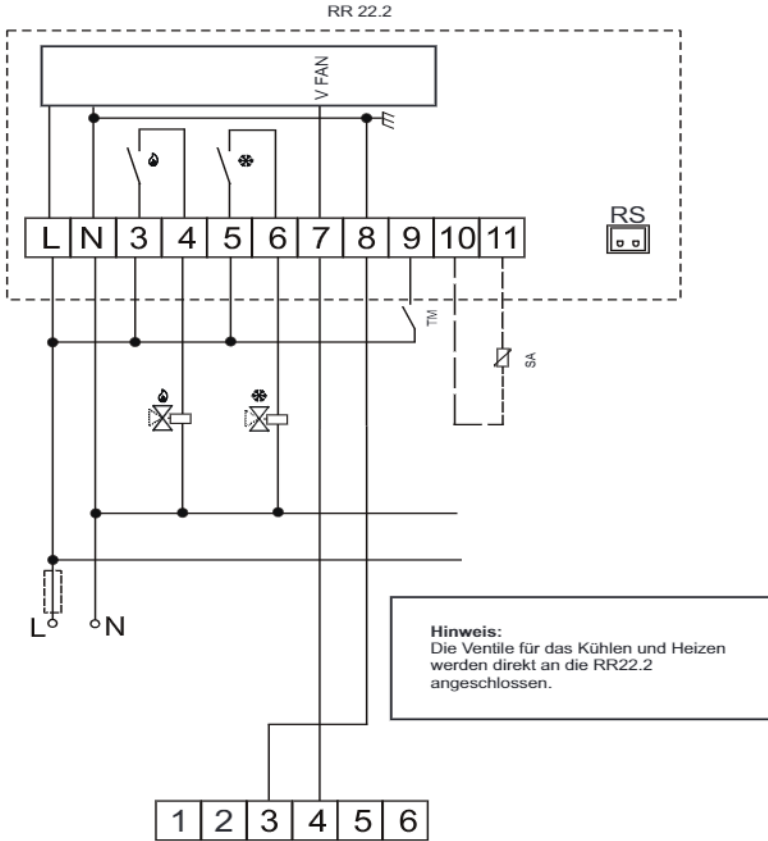 RR 22.2
V FAN
L N 3 4 5 6 7 8 9 10 11
RS
TM
SA
L N
Hinweis:
Die Ventile für das Kühlen und Heizen
werden direkt an die RR22.2
angeschlossen.
1 2 3 4 5 6